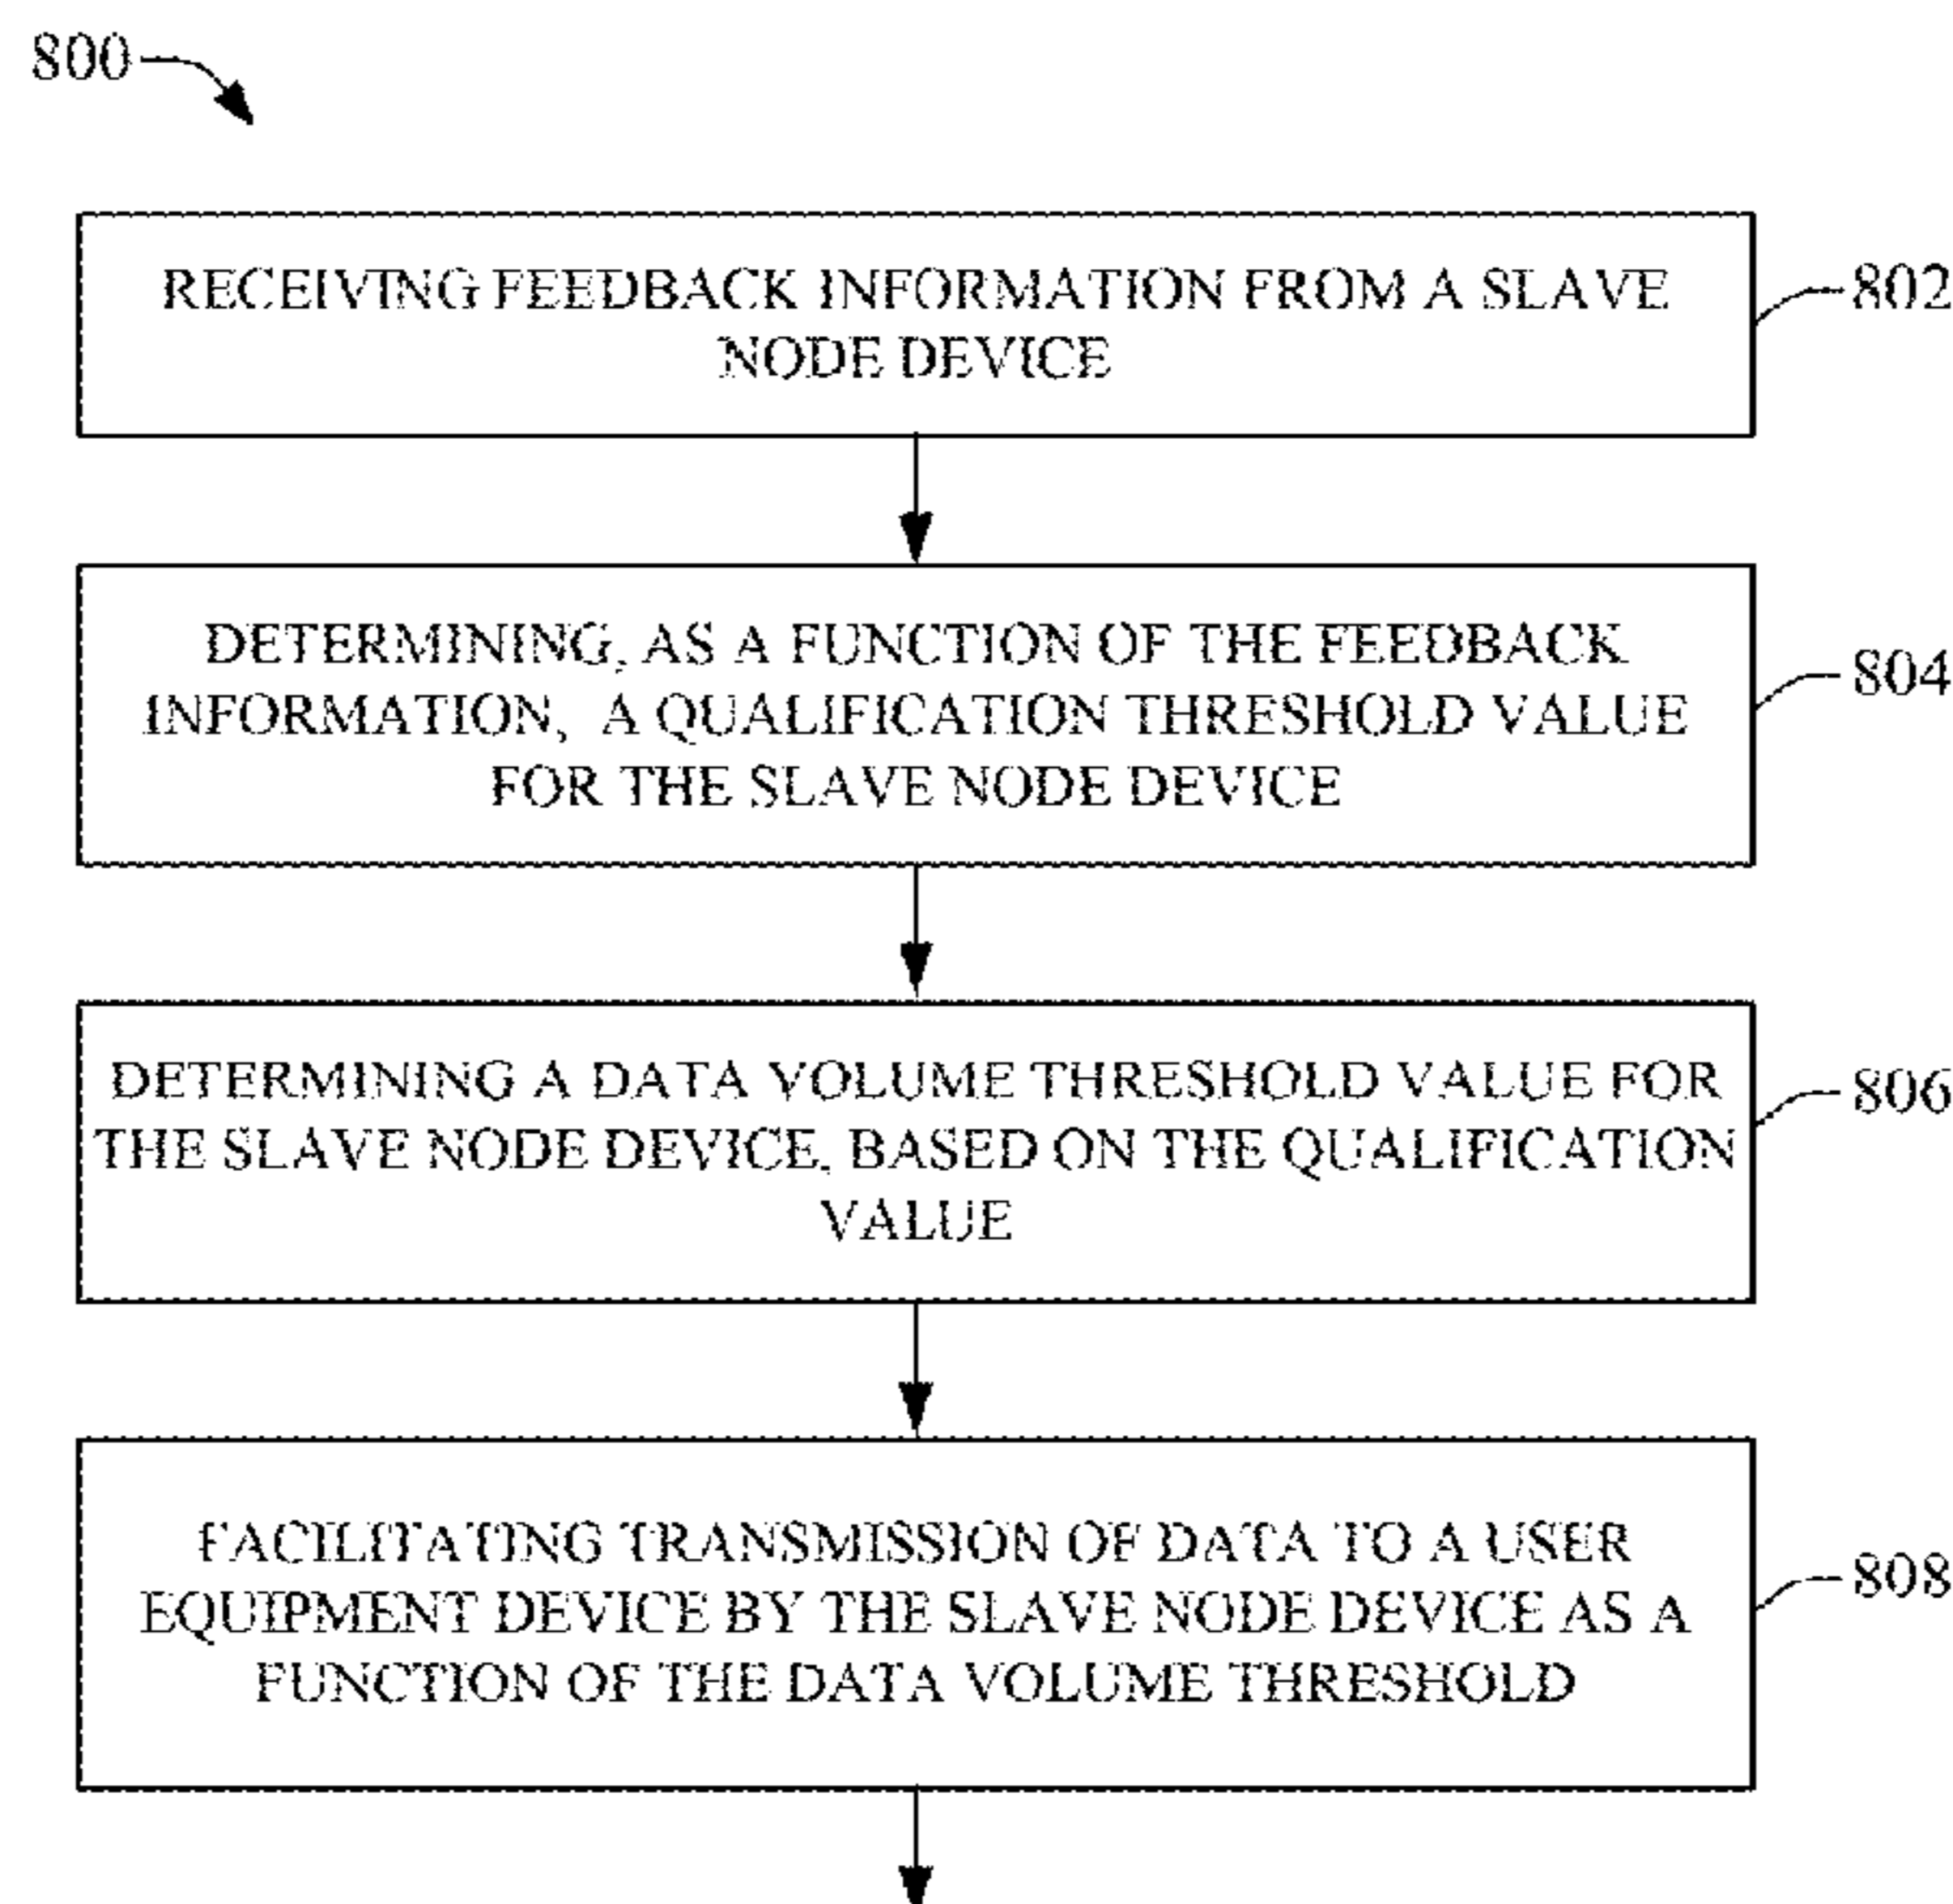 800
RECEIVING FEEDBACK INFORMATION FROM A SLAVE
NODE DEVICE
802
DETERMINING, AS A FUNCTION OF THE FEEDBACK
INFORMATION, A QUALIFICATION THRESHOLD VALUE
FOR THE SLAVE NODE DEVICE
804
DETERMINING A DATA VOLUME THRESHOLD VALUE FOR
THE SLAVE NODE DEVICE, BASED ON THE QUALIFICATION
VALUE
806
FACILITATING TRANSMISSION OF DATA TO A USER
EQUIPMENT DEVICE BY THE SLAVE NODE DEVICE AS A
FUNCTION OF THE DATA VOLUME THRESHOLD
808